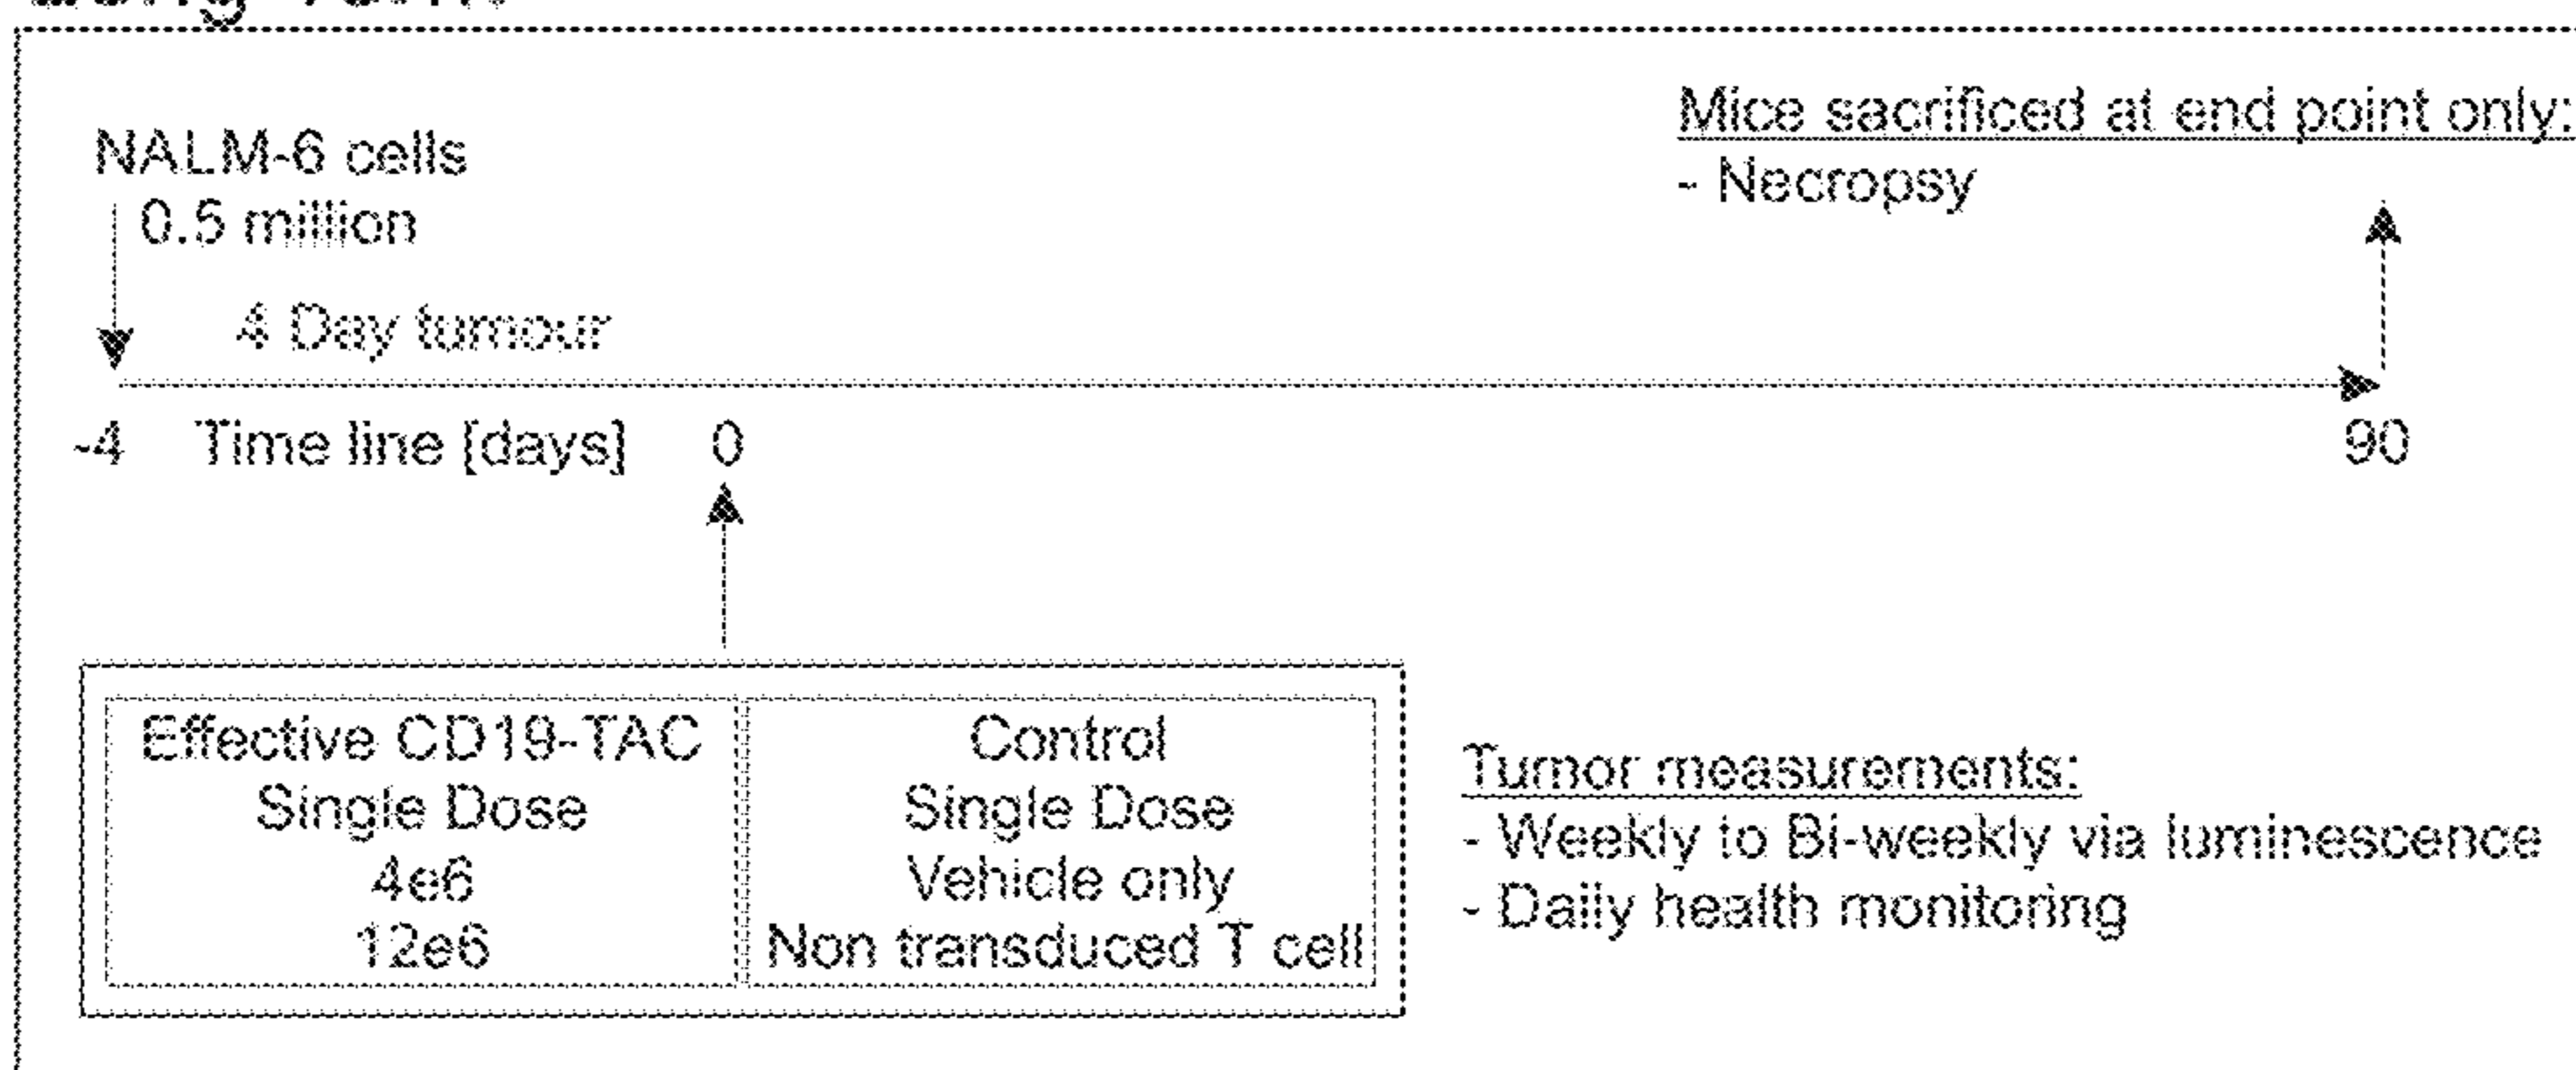 Mice sacrificed at end point only:
- Necropsy
NALM-6 cells
0.5 million
4 Day tumour
-4 Time line [days] 0 90
Effective CD19-TAC
Single Dose
4e6
12e6
Control
Single Dose
Vehicle only
Non transduced T cell
Tumor measurements:
- Weekly to Bi-weekly via luminescence
- Daily health monitoring